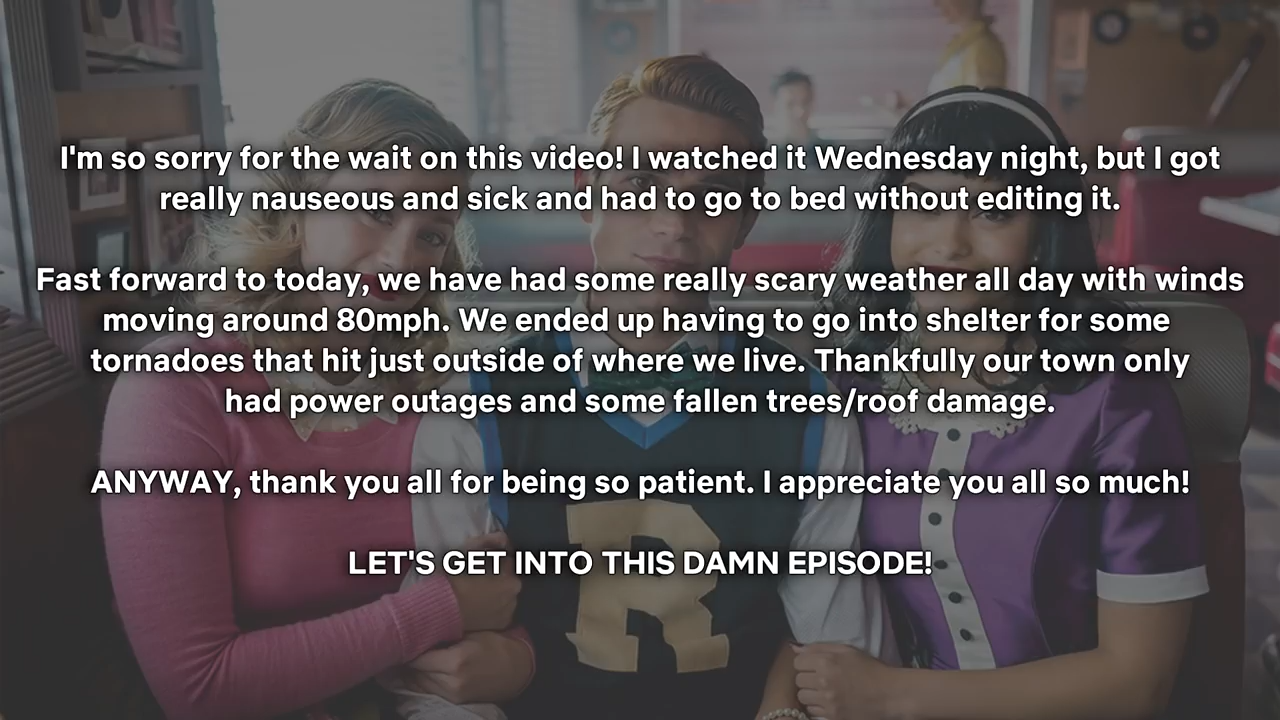 I'm so sorry for the wait on this video! I watched it Wednesday night, but I got
really nauseous and sick and had to go to bed without editing it.
Fast forward to today, we have had some really scary weather all day with winds
moving around 80mph. We ended up having to go into shelter for some
tornadoes that hit just outside of where we live. Thankfully our town only
had power outages and some fallen trees/roof damage.
ANYWAY, thank you all for being so patient. I appreciate you all so much!
LET'S GET INTO THIS DAMN EPISODE!
R